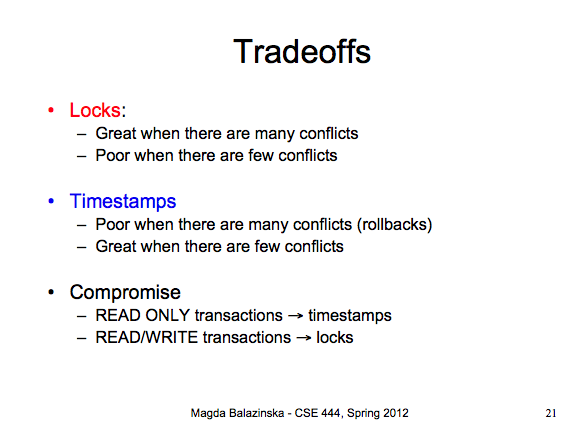 Tradeoffs
• Locks:
– Great when there are many conflicts
– Poor when there are few conflicts
• Timestamps
– Poor when there are many conflicts (rollbacks)
– Great when there are few conflicts
• Compromise
– READ ONLY transactions → timestamps
– READ/WRITE transactions → locks
Magda Balazinska - CSE 444, Spring 2012
21